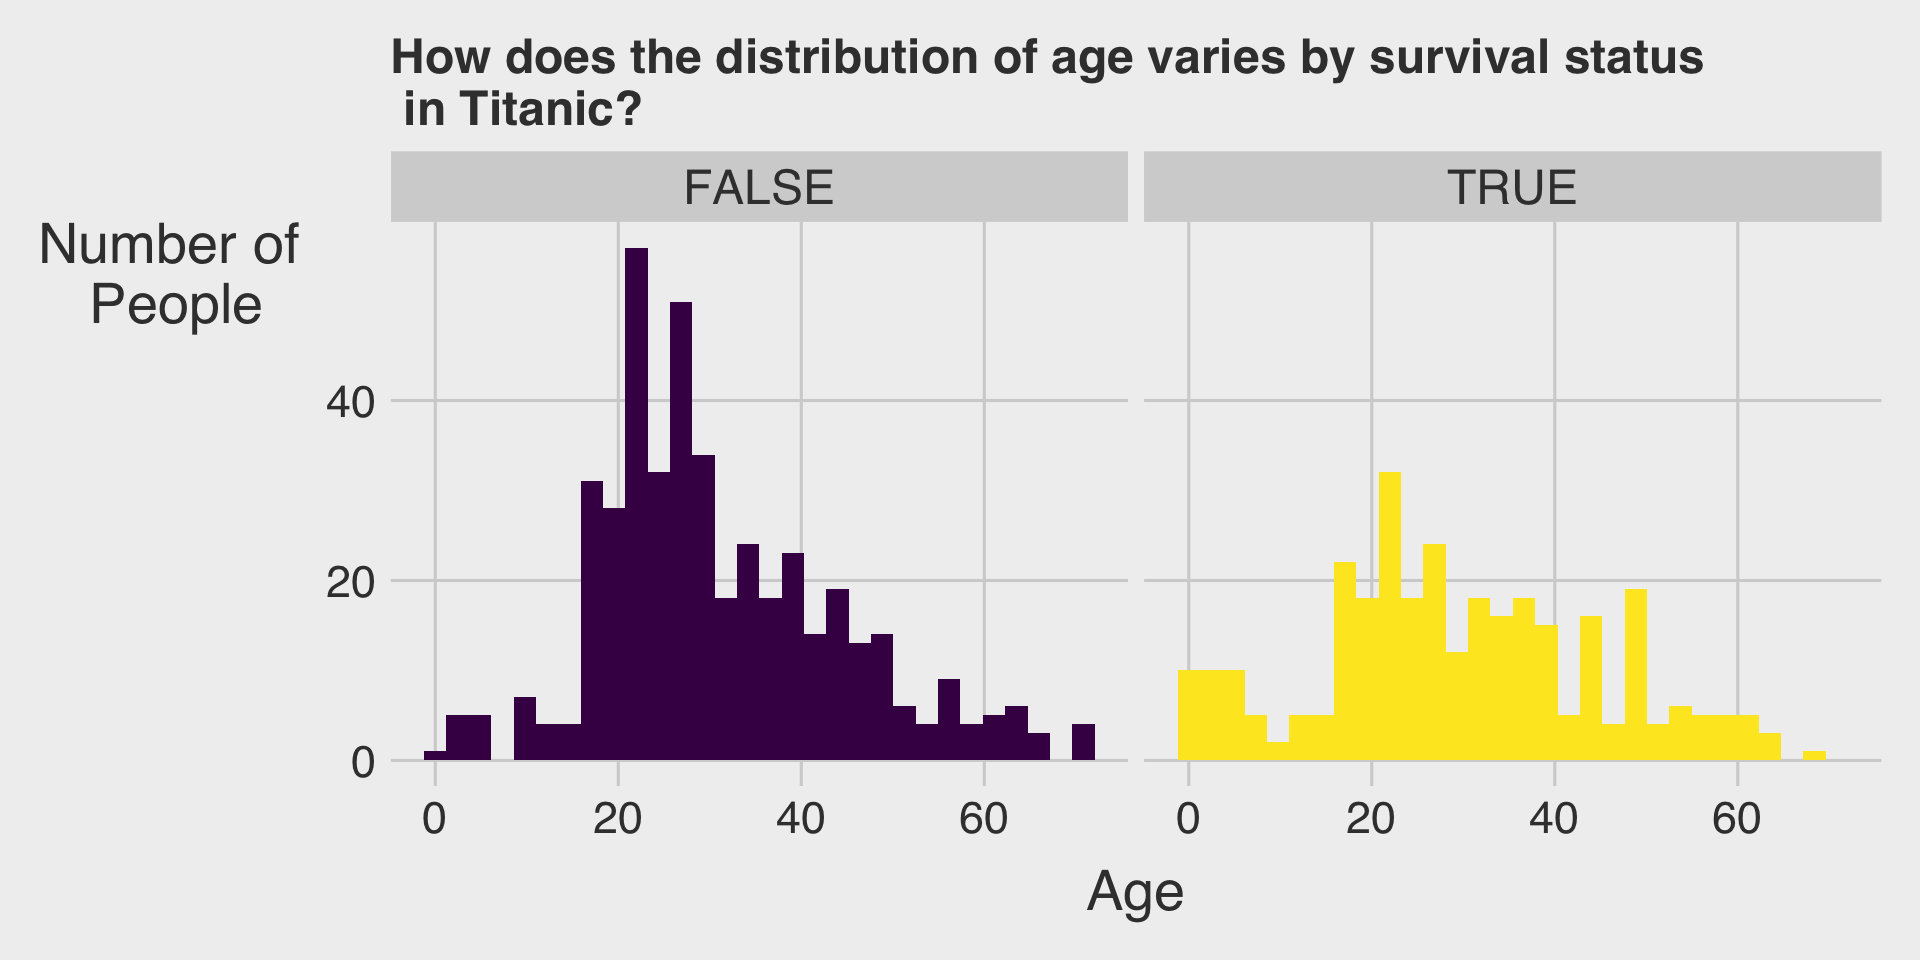 How does the distribution of age varies by survival status
in Titanic?
FALSE
TRUE
Number of
People
40
20
0
0 20 40 60
0 20 40 60
Age